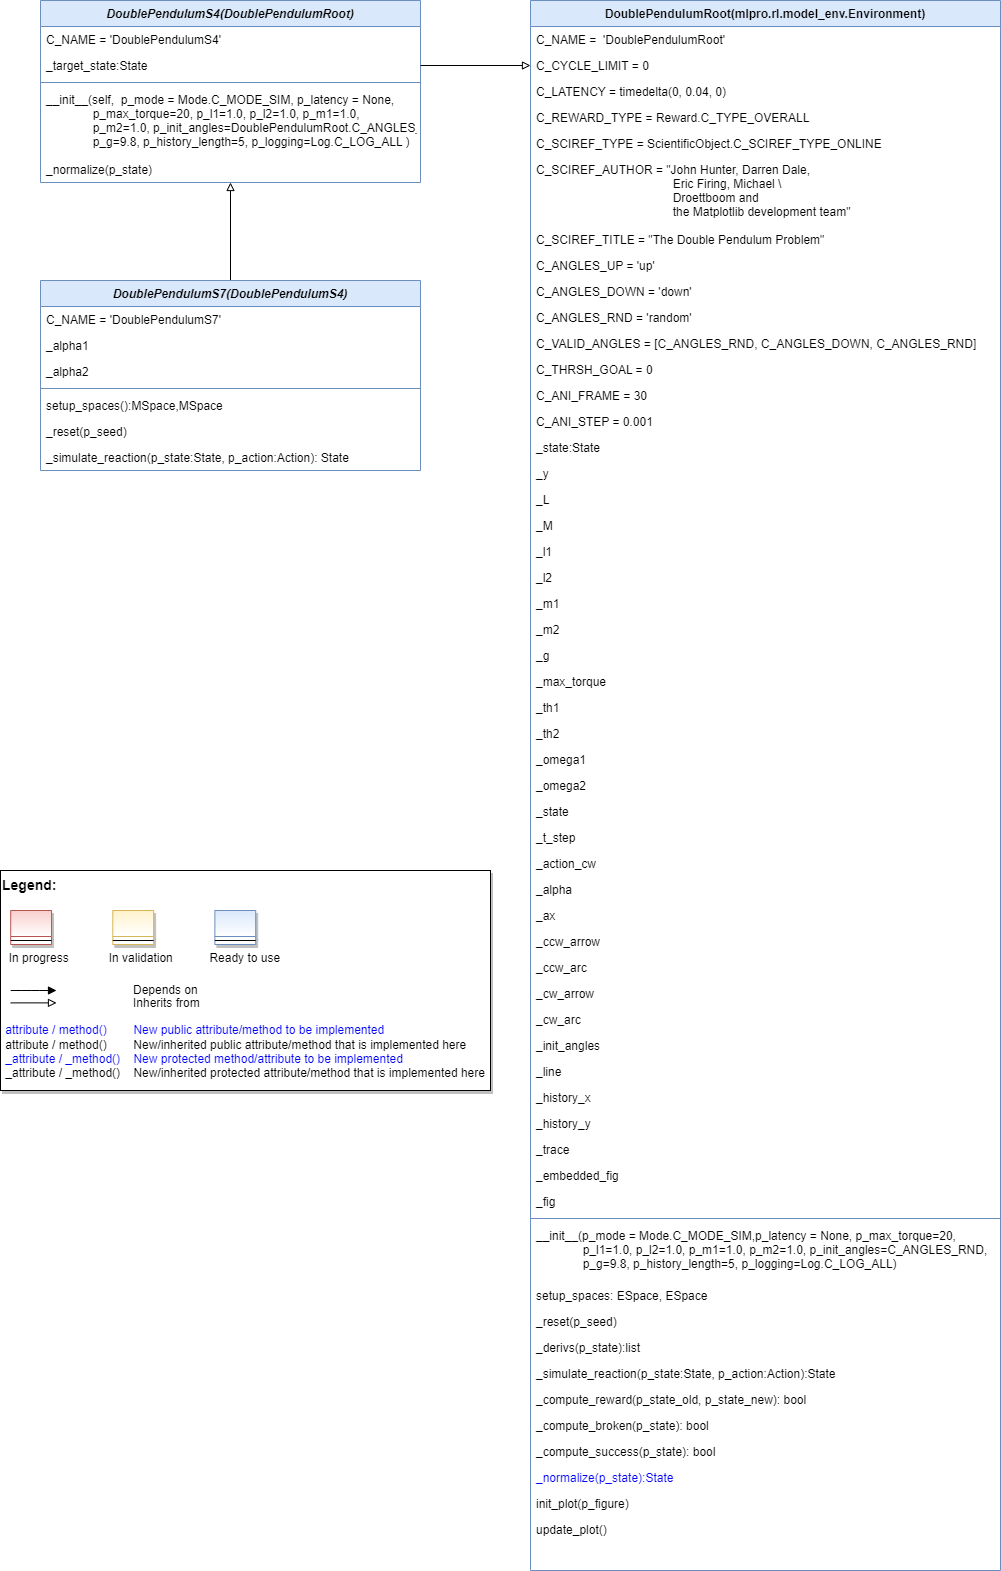 DoublePendulumS4(DoublePendulumRoot)
C_NAME = 'DoublePendulumS4'
_target_state:State
__init__(self,  p_mode = Mode.C_MODE_SIM, p_latency = None,
p_max_torque=20, p_l1=1.0, p_l2=1.0, p_m1=1.0,
p_m2=1.0, p_init_angles=DoublePendulumRoot.C_ANGLES_
p_g=9.8, p_history_length=5, p_logging=Log.C_LOG_ALL )
_normalize(p_state)
DoublePendulumS7(DoublePendulumS4)
C_NAME = 'DoublePendulumS7'
_alpha1
_alpha2
setup_spaces():MSpace,MSpace
_reset(p_seed)
_simulate_reaction(p_state:State, p_action:Action): State
DoublePendulumRoot(mlpro.rl.model_env.Environment)
C_NAME =  'DoublePendulumRoot'
C_CYCLE_LIMIT = 0
C_LATENCY = timedelta(0, 0.04, 0)
C_REWARD_TYPE = Reward.C_TYPE_OVERALL
C_SCIREF_TYPE = ScientificObject.C_SCIREF_TYPE_ONLINE
C_SCIREF_AUTHOR = "John Hunter, Darren Dale,
Eric Firing, Michael \
Droettboom and
the Matplotlib development team"
C_SCIREF_TITLE = "The Double Pendulum Problem"
C_ANGLES_UP = 'up'
C_ANGLES_DOWN = 'down'
C_ANGLES_RND = 'random'
C_VALID_ANGLES = [C_ANGLES_RND, C_ANGLES_DOWN, C_ANGLES_RND]
C_THRSH_GOAL = 0
C_ANI_FRAME = 30
C_ANI_STEP = 0.001
_state:State
_y
_L
_M
_l1
_l2
_m1
_m2
_g
_max_torque
_th1
_th2
_omega1
_omega2
_state
_t_step
_action_cw
_alpha
_ax
_ccw_arrow
_ccw_arc
_cw_arrow
_cw_arc
_init_angles
_line
_history_x
_history_y
_trace
_embedded_fig
_fig
__init__(p_mode = Mode.C_MODE_SIM,p_latency = None, p_max_torque=20,
p_l1=1.0, p_l2=1.0, p_m1=1.0, p_m2=1.0, p_init_angles=C_ANGLES_RND,
p_g=9.8, p_history_length=5, p_logging=Log.C_LOG_ALL)
setup_spaces: ESpace, ESpace
_reset(p_seed)
_derivs(p_state):list
_simulate_reaction(p_state:State, p_action:Action):State
_compute_reward(p_state_old, p_state_new): bool
_compute_broken(p_state): bool
_compute_success(p_state): bool
_normalize(p_state):State
init_plot(p_figure)
update_plot()
Legend:
In progress
In validation
Ready to use
Depends on
Inherits from
attribute / method() New public attribute/method to be implemented
attribute / method() New/inherited public attribute/method that is implemented here
_attribute / _method() New protected method/attribute to be implemented
_attribute / _method() New/inherited protected attribute/method that is implemented here